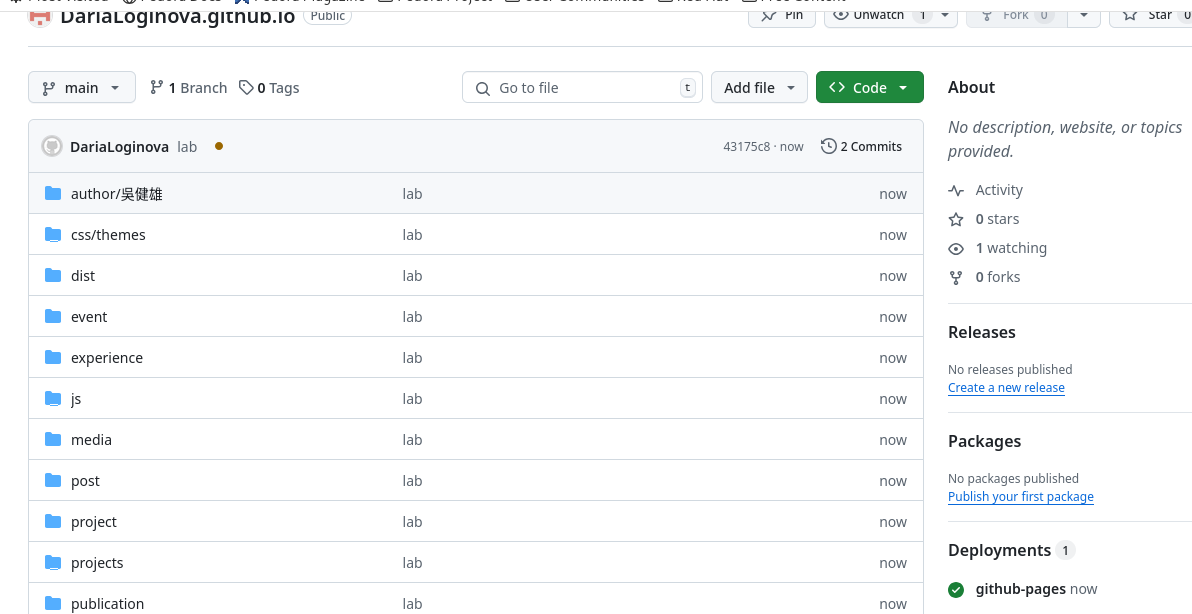 DariaLoginova.github.io Public
Pin Unwatch 1 Fork 0 Star 0
main 1 Branch 0 Tags Go to file t Add file Code
DariaLoginova lab 43175c8 · now 2 Commits
author/吳健雄 lab now
css/themes lab now
dist lab now
event lab now
experience lab now
js lab now
media lab now
post lab now
project lab now
projects lab now
publication lab now
About
No description, website, or topics
provided.
Activity
0 stars
1 watching
0 forks
Releases
No releases published
Create a new release
Packages
No packages published
Publish your first package
Deployments 1
github-pages now